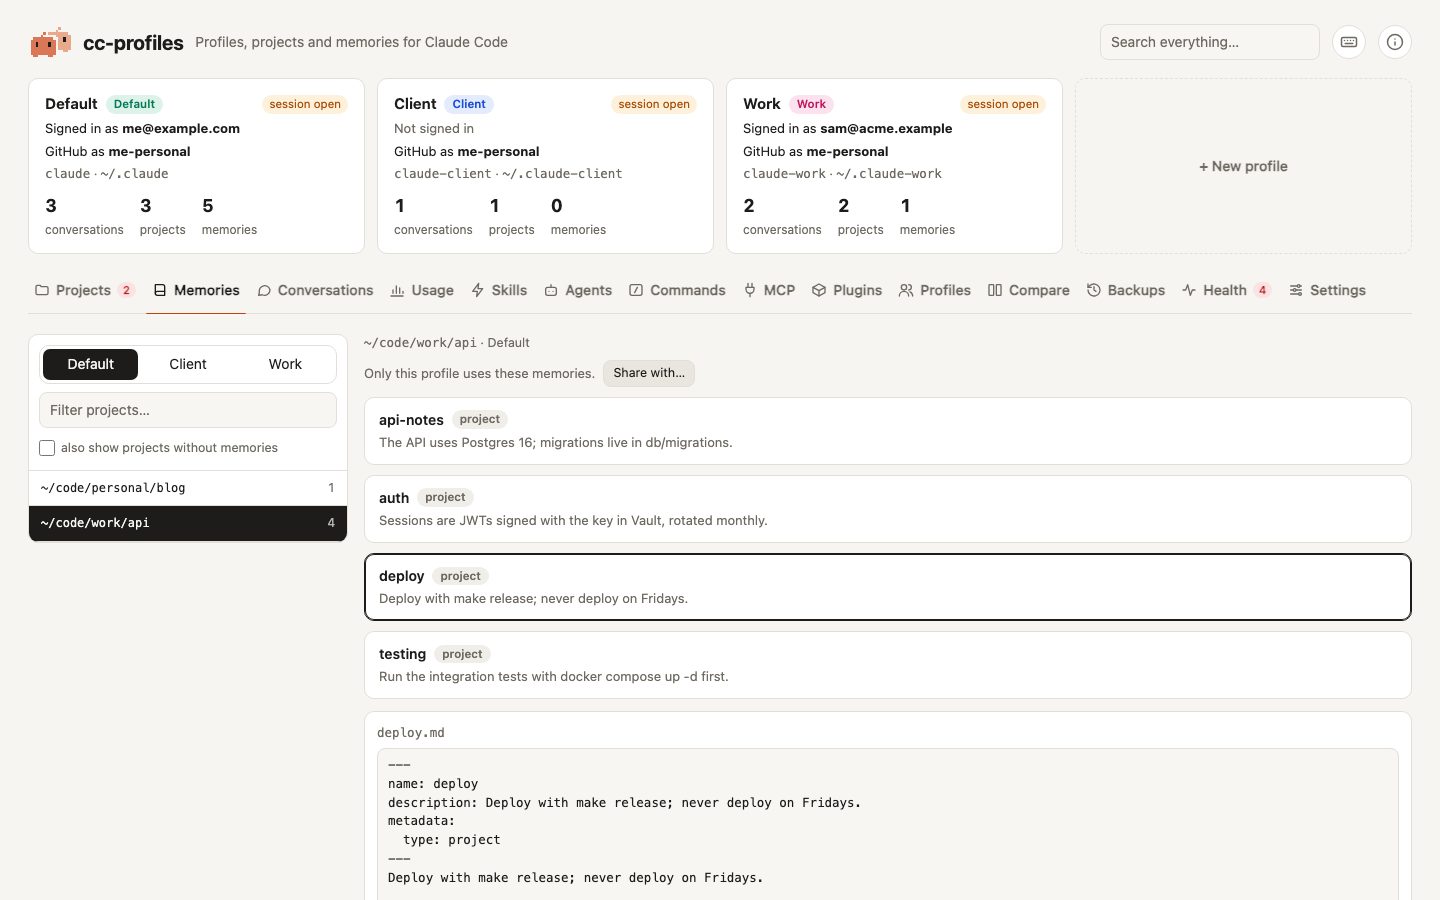 cc-profiles Profiles, projects and memories for Claude Code
Search everything...
Default Default session open
Signed in as me@example.com
GitHub as me-personal
claude · ~/.claude
3 3 5
conversations projects memories
Client Client session open
Not signed in
GitHub as me-personal
claude-client · ~/.claude-client
1 1 0
conversations projects memories
Work Work session open
Signed in as sam@acme.example
GitHub as me-personal
claude-work · ~/.claude-work
2 2 1
conversations projects memories
+ New profile
Projects 2 Memories Conversations Usage Skills Agents Commands MCP Plugins Profiles Compare Backups Health 4 Settings
Default Client Work
Filter projects...
also show projects without memories
~/code/personal/blog 1
~/code/work/api 4
~/code/work/api · Default
Only this profile uses these memories. Share with...
api-notes project
The API uses Postgres 16; migrations live in db/migrations.
auth project
Sessions are JWTs signed with the key in Vault, rotated monthly.
deploy project
Deploy with make release; never deploy on Fridays.
testing project
Run the integration tests with docker compose up -d first.
deploy.md
---
name: deploy
description: Deploy with make release; never deploy on Fridays.
metadata:
  type: project
---
Deploy with make release; never deploy on Fridays.